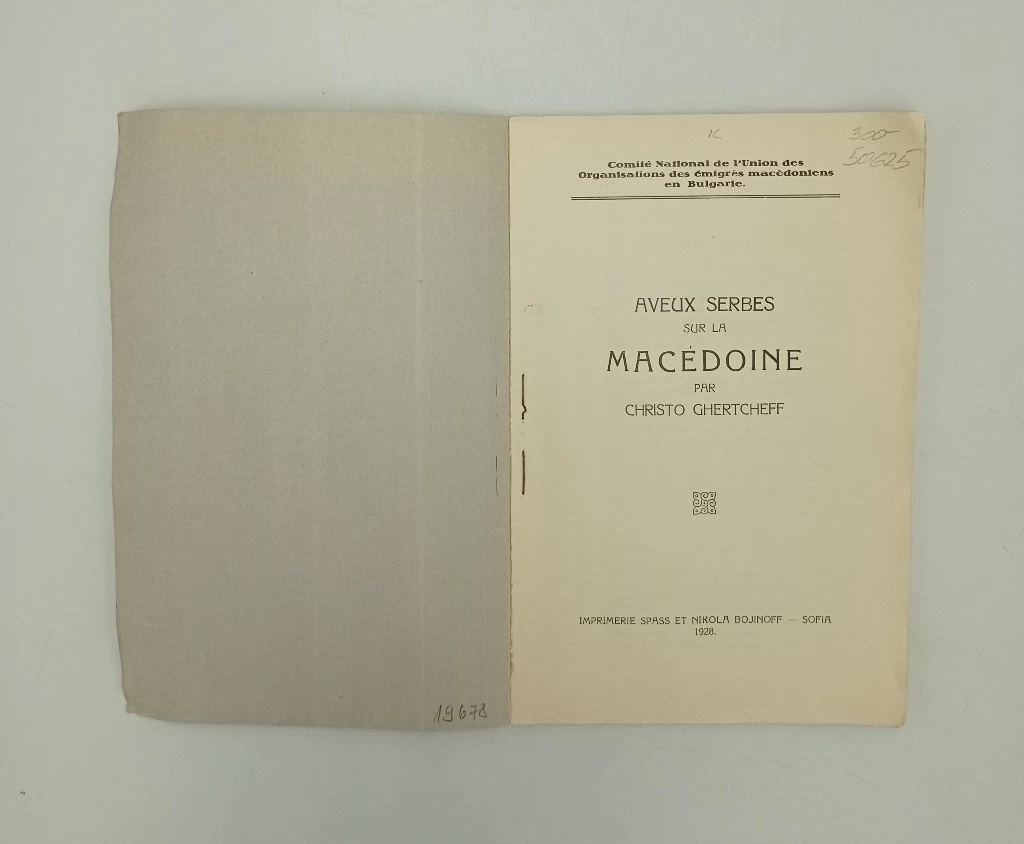 300
50625
Comité National de l'Union des
Organisations des émigrés macèdoniens
en Bulgarie.
AVEUX SERBES
SUR LA
MACÉDOINE
PAR
CHRISTO GHERTCHEFF
IMPRIMERIE SPASS ET NIKOLA BOJINOFF — SOFIA
1928.
19678